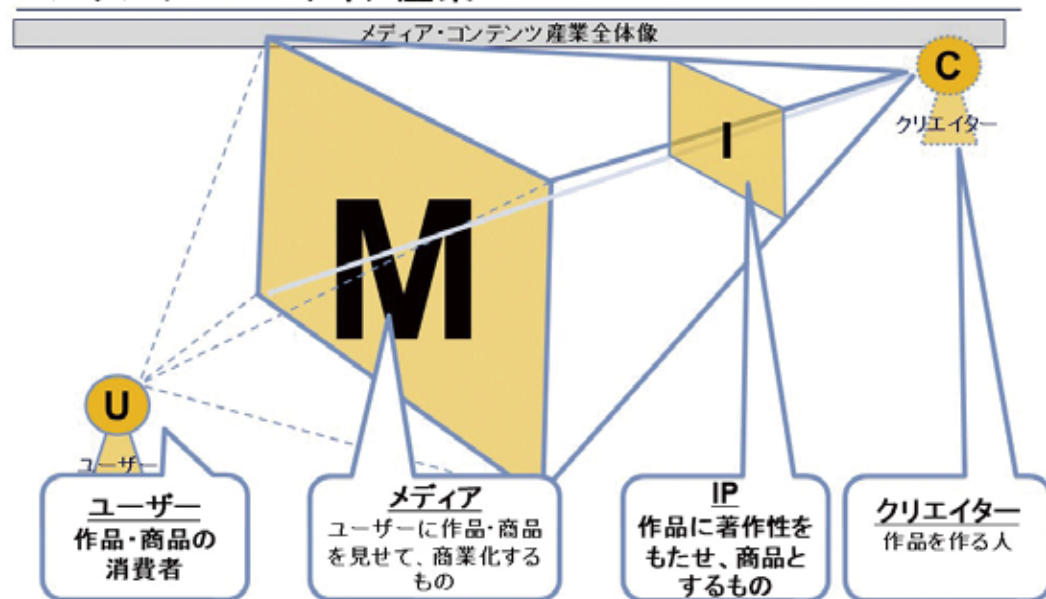 メディア・コンテンツ産業全体像
C
クリエイター
I
M
U
ユーザー
ユーザー
作品・商品の
消費者
メディア
ユーザーに作品・商品
を見せて、商業化する
もの
IP
作品に著作性を
もたせ、商品と
するもの
クリエイター
作品を作る人